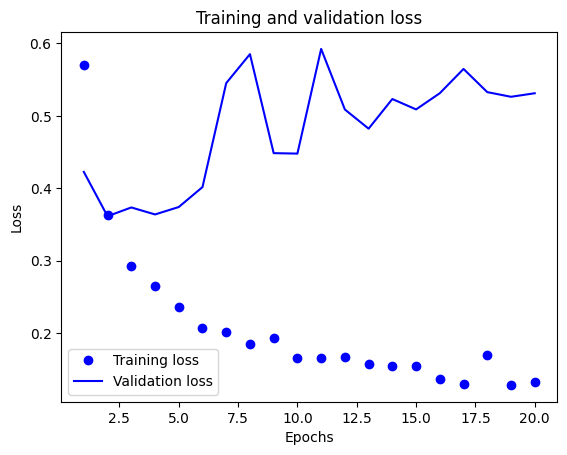 Training and validation loss
0.6
0.5
0.4
0.3
0.2
Loss
Training loss
Validation loss
2.5 5.0 7.5 10.0 12.5 15.0 17.5 20.0
Epochs